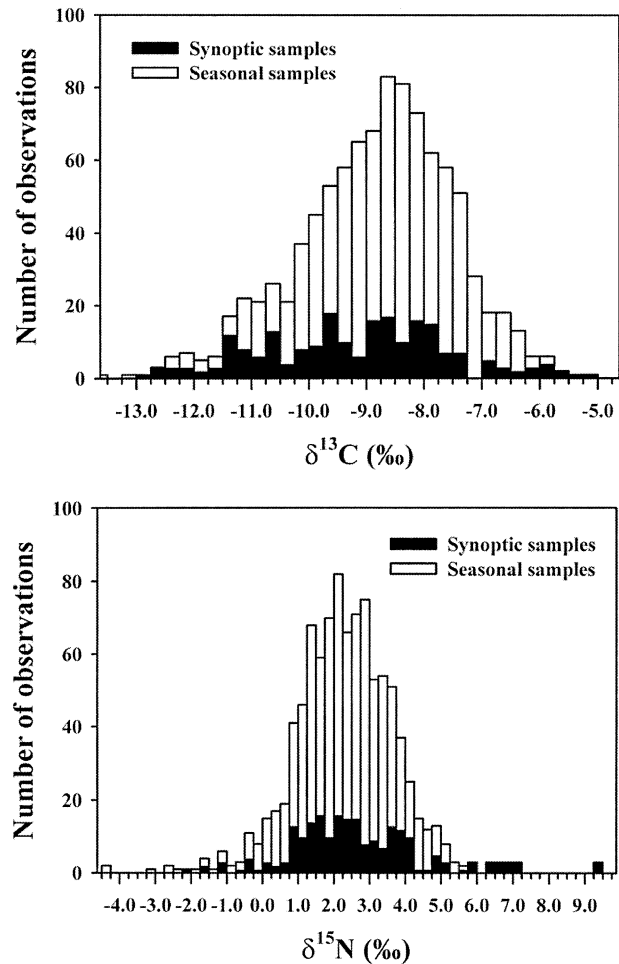 100
80
60
40
20
0
Number of observations
Synoptic samples
Seasonal samples
-13.0 -12.0 -11.0 -10.0 -9.0 -8.0 -7.0 -6.0 -5.0
δ¹³C (‰)
100
80
60
40
20
0
Number of observations
Synoptic samples
Seasonal samples
-4.0 -3.0 -2.0 -1.0 0.0 1.0 2.0 3.0 4.0 5.0 6.0 7.0 8.0 9.0
δ¹⁵N (‰)